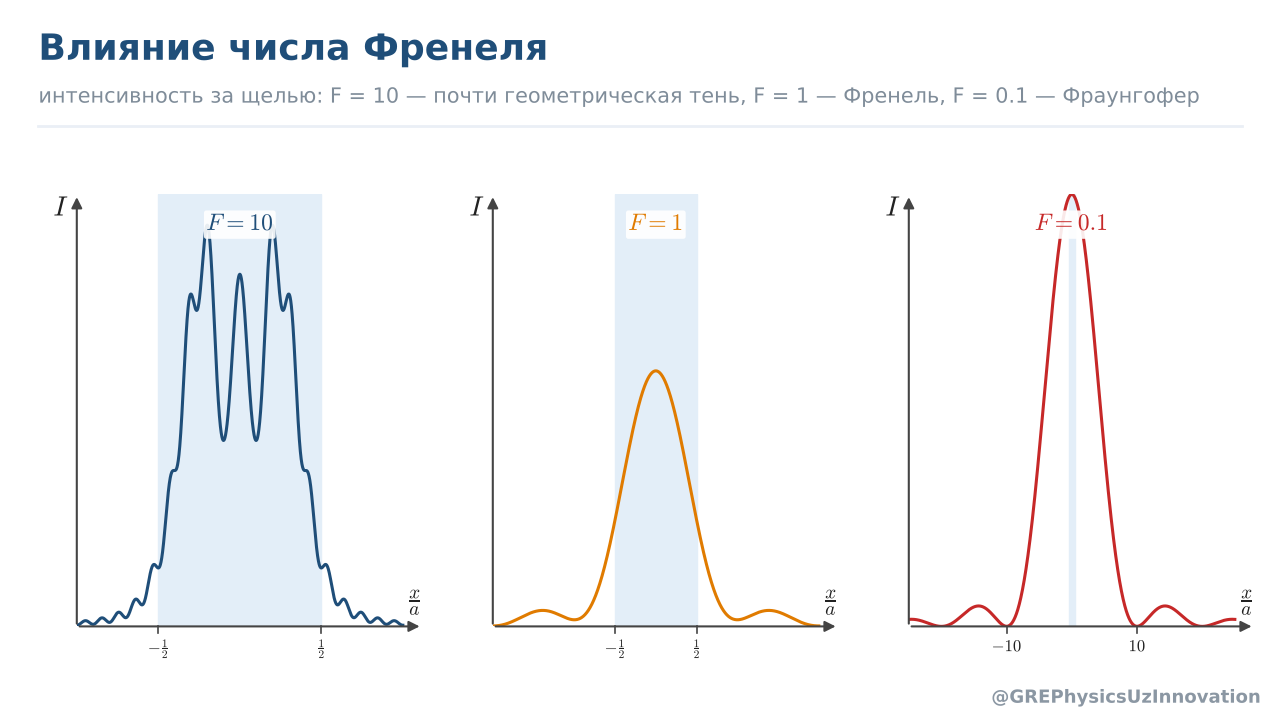 Влияние числа Френеля
интенсивность за щелью: F = 10 — почти геометрическая тень, F = 1 — Френель, F = 0.1 — Фраунгофер
I
F = 10
x/a
−1/2
1/2
I
F = 1
x/a
−1/2
1/2
I
F = 0.1
x/a
−10
10
@GREPhysicsUzInnovation